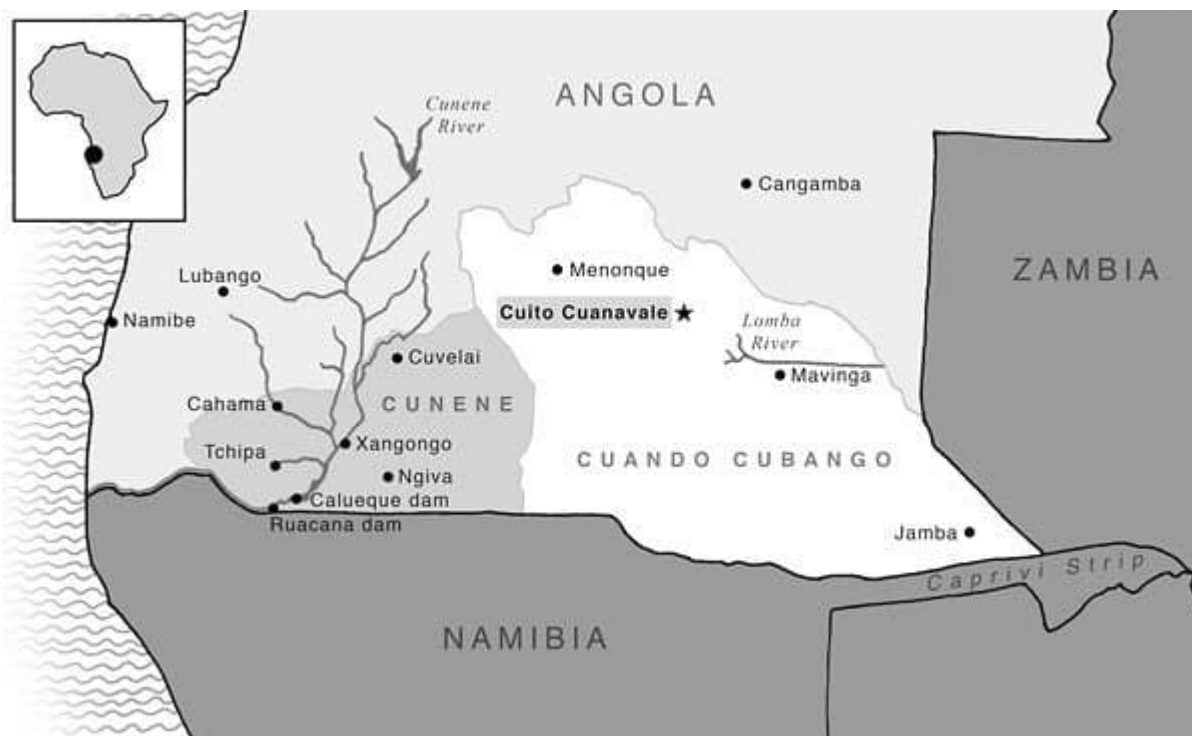 Cunene
River
ANGOLA
Cangamba
ZAMBIA
Menonque
Lubango
Cuito Cuanavale
Namibe
Lomba
River
Cuvelai
Mavinga
Cahama
CUNENE
Xangongo
Tchipa
CUANDO CUBANGO
Ngiva
Calueque dam
Ruacana dam
Jamba
Caprivi Strip
NAMIBIA